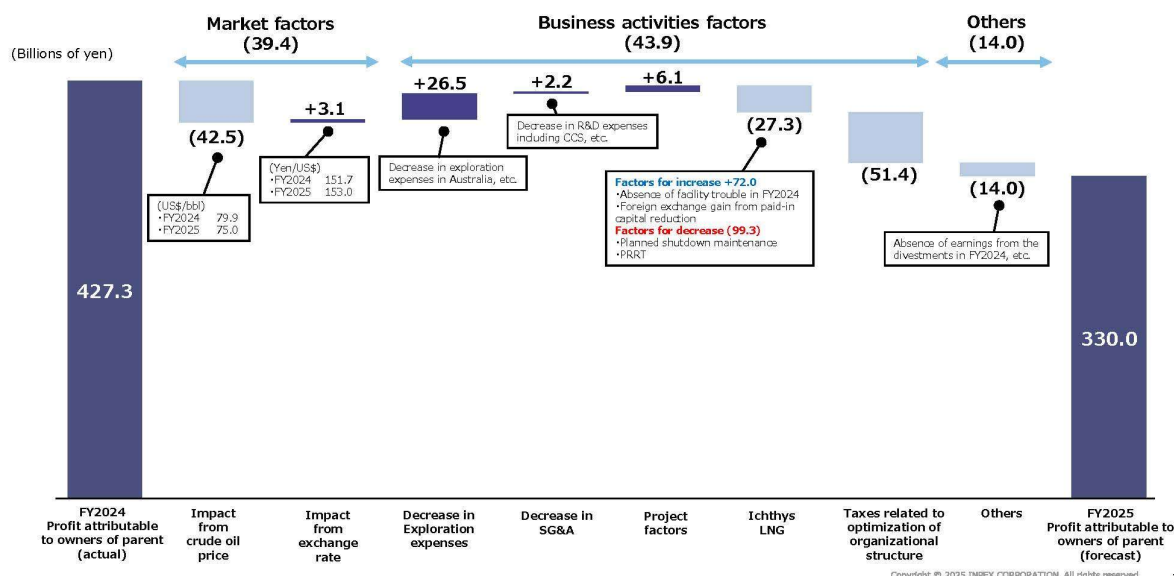 (Billions of yen)
Market factors
(39.4)
Business activities factors
(43.9)
Others
(14.0)
427.3
(42.5)
(US$/bbl)
・FY2024 79.9
・FY2025 75.0
+3.1
(Yen/US$)
・FY2024 151.7
・FY2025 153.0
+26.5
Decrease in exploration
expenses in Australia, etc.
+2.2
Decrease in R&D expenses
including CCS, etc.
+6.1
(27.3)
Factors for increase +72.0
・Absence of facility trouble in FY2024
・Foreign exchange gain from paid-in
capital reduction
Factors for decrease (99.3)
・Planned shutdown maintenance
・PRRT
(51.4)
(14.0)
Absence of earnings from the
divestments in FY2024, etc.
330.0
FY2024
Profit attributable
to owners of parent
(actual)
Impact
from
crude oil
price
Impact
from
exchange
rate
Decrease in
Exploration
expenses
Decrease in
SG&A
Project
factors
Ichthys
LNG
Taxes related to
optimization of
organizational
structure
Others
FY2025
Profit attributable to
owners of parent
(forecast)
Copyright © 2025 INPEX CORPORATION. All rights reserved.